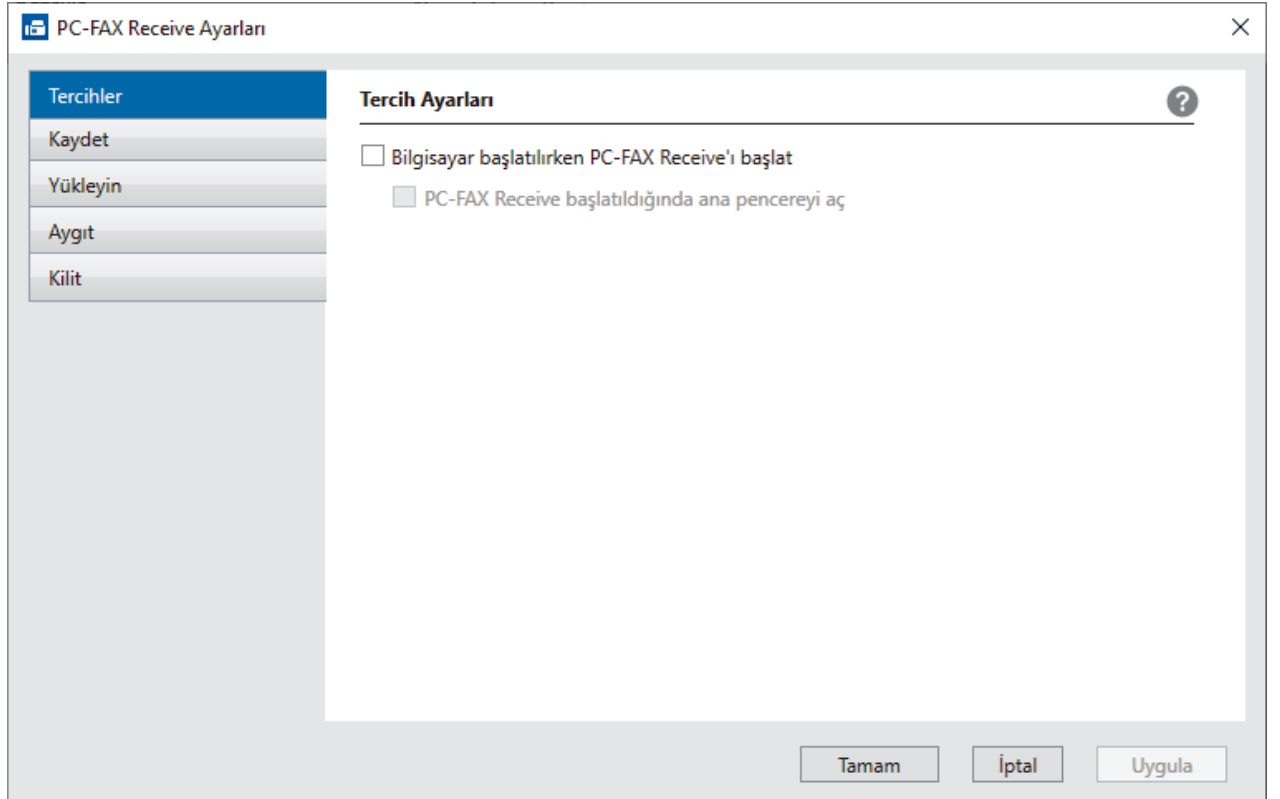 PC-FAX Receive Ayarları
Tercihler
Kaydet
Yükleyin
Aygıt
Kilit
Tercih Ayarları
Bilgisayar başlatılırken PC-FAX Receive'ı başlat
PC-FAX Receive başlatıldığında ana pencereyi aç
Tamam
İptal
Uygula